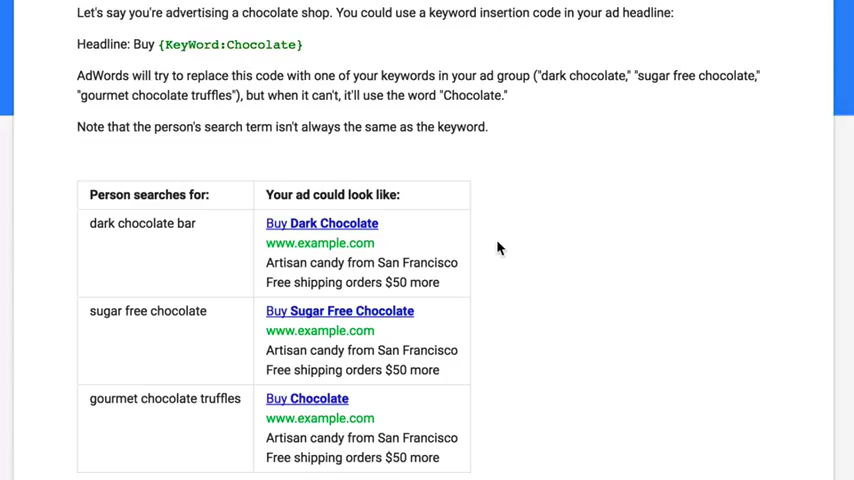 Let's say you're advertising a chocolate shop. You could use a keyword insertion code in your ad headline:
Headline: Buy {KeyWord:Chocolate}
AdWords will try to replace this code with one of your keywords in your ad group ("dark chocolate," "sugar free chocolate,"
"gourmet chocolate truffles"), but when it can't, it'll use the word "Chocolate."
Note that the person's search term isn't always the same as the keyword.
Person searches for: Your ad could look like:
dark chocolate bar Buy Dark Chocolate
www.example.com
Artisan candy from San Francisco
Free shipping orders $50 more
sugar free chocolate Buy Sugar Free Chocolate
www.example.com
Artisan candy from San Francisco
Free shipping orders $50 more
gourmet chocolate truffles Buy Chocolate
www.example.com
Artisan candy from San Francisco
Free shipping orders $50 more